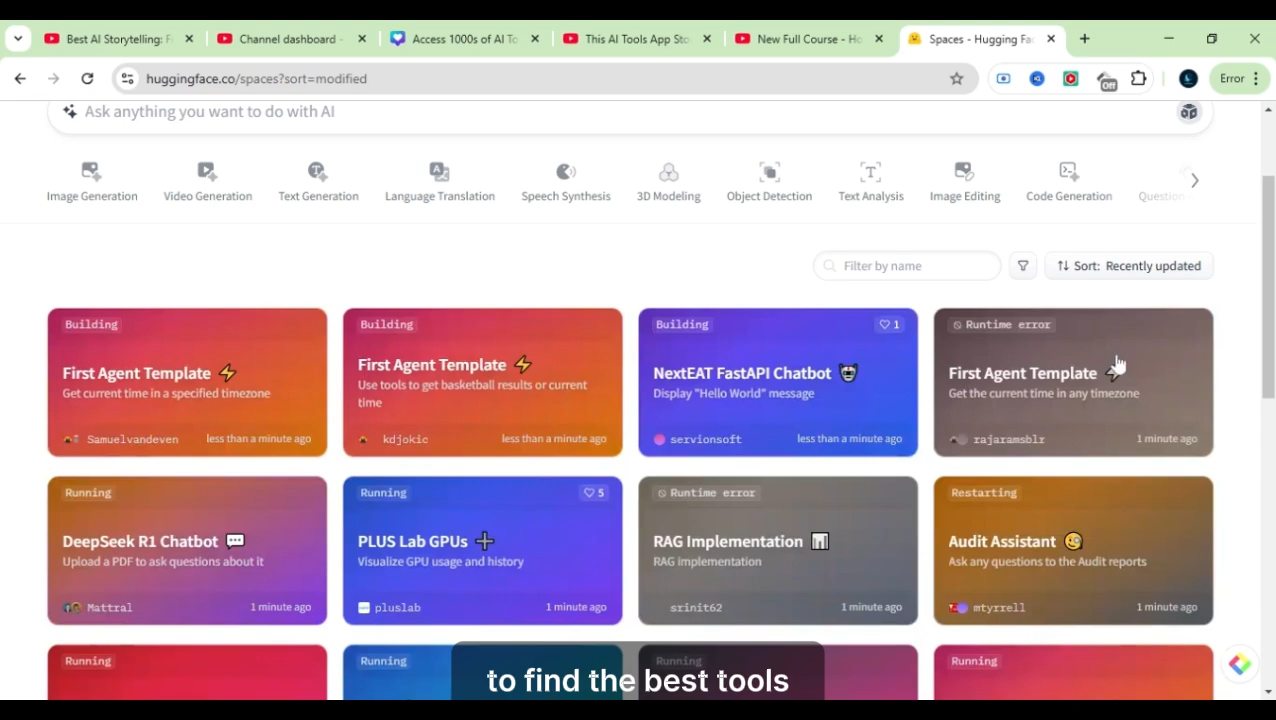 Best AI Storytelling: F
Channel dashboard -
Access 1000s of AI To
This AI Tools App Sto
New Full Course - Ho
Spaces - Hugging Fa
huggingface.co/spaces?sort=modified
Off
Error
Ask anything you want to do with AI
Image Generation
Video Generation
Text Generation
Language Translation
Speech Synthesis
3D Modeling
Object Detection
Text Analysis
Image Editing
Code Generation
Question
Filter by name
Sort: Recently updated
Building
First Agent Template
Get current time in a specified timezone
Samuelvandeven
less than a minute ago
Building
First Agent Template
Use tools to get basketball results or current
time
kdjokic
less than a minute ago
Building
1
NextEAT FastAPI Chatbot
Display "Hello World" message
servionsoft
less than a minute ago
Runtime error
First Agent Template
Get the current time in any timezone
rajaramsblr
1 minute ago
Running
DeepSeek R1 Chatbot
Upload a PDF to ask questions about it
Mattral
1 minute ago
Running
5
PLUS Lab GPUs
Visualize GPU usage and history
pluslab
1 minute ago
Runtime error
RAG Implementation
RAG implementation
srinit62
1 minute ago
Restarting
Audit Assistant
Ask any questions to the Audit reports
mtyrrell
1 minute ago
Running
Running
Running
Running
to find the best tools